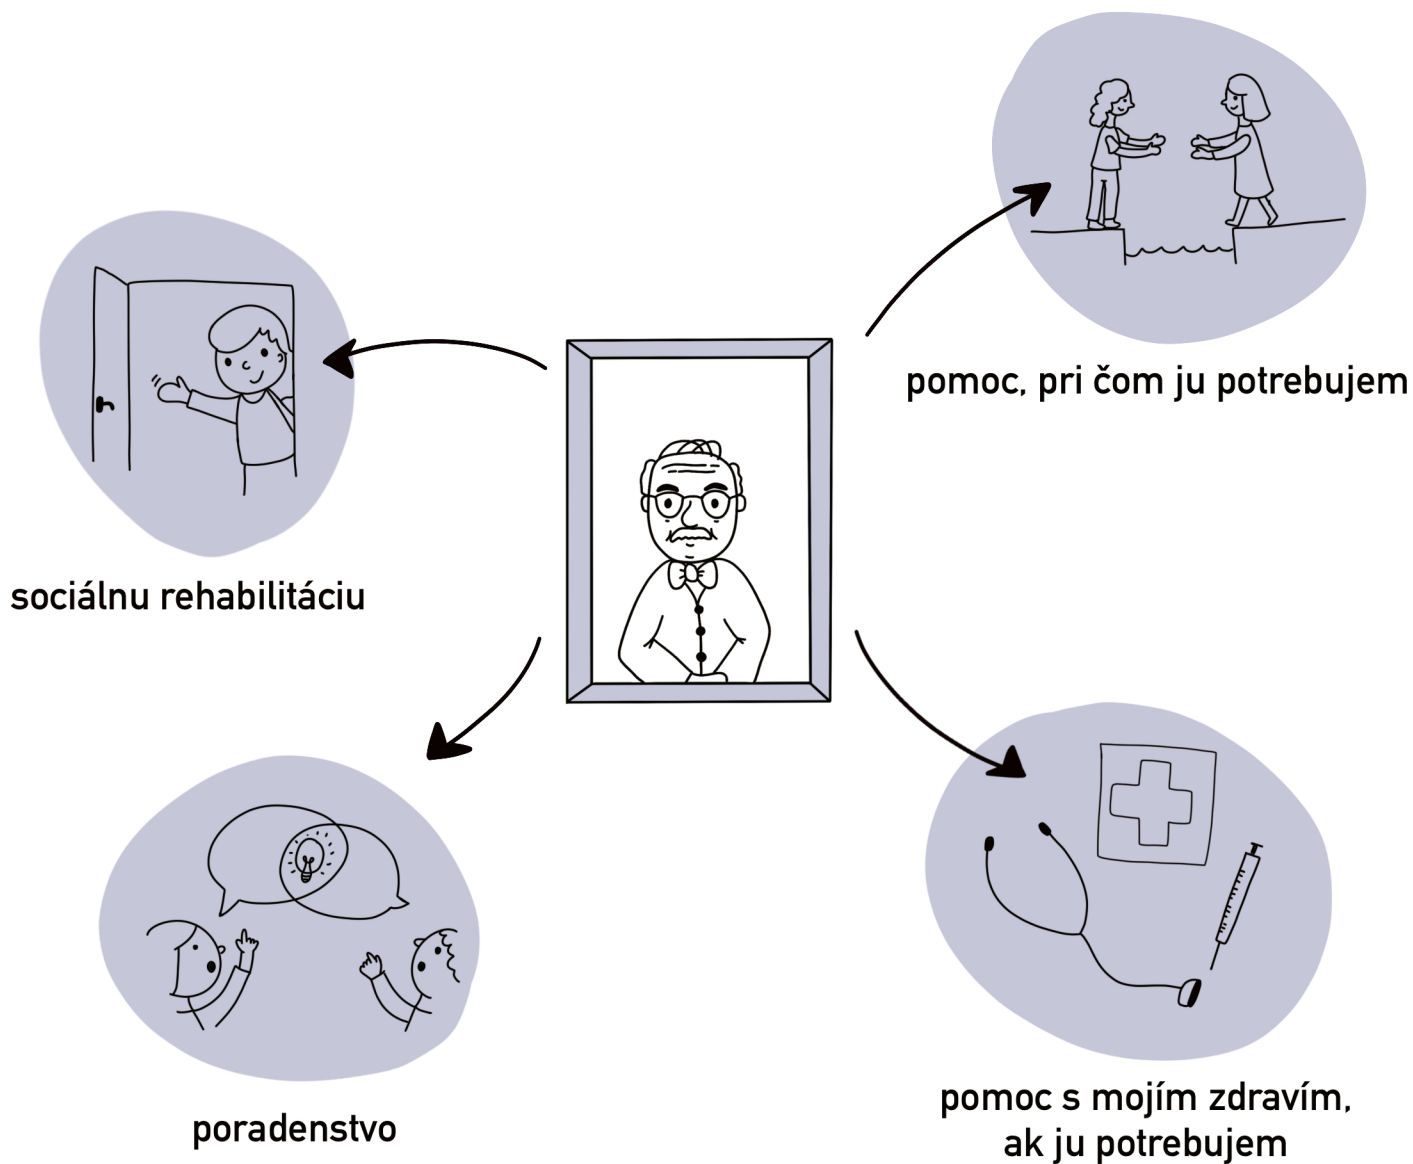 pomoc, pri čom ju potrebujem
sociálnu rehabilitáciu
poradenstvo
pomoc s mojím zdravím,
ak ju potrebujem